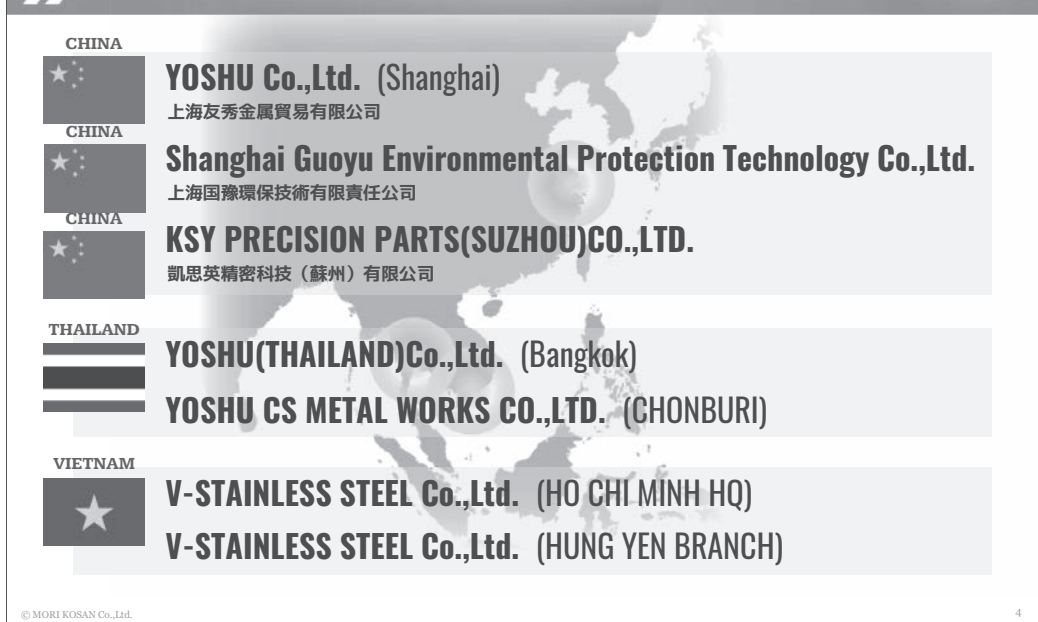 CHINA
YOSHU Co.,Ltd. (Shanghai)
上海友秀金属貿易有限公司
CHINA
Shanghai Guoyu Environmental Protection Technology Co.,Ltd.
上海国豫環保技術有限責任公司
CHINA
KSY PRECISION PARTS(SUZHOU)CO.,LTD.
凱思英精密科技（蘇州）有限公司
THAILAND
YOSHU(THAILAND)Co.,Ltd. (Bangkok)
YOSHU CS METAL WORKS CO.,LTD. (CHONBURI)
VIETNAM
V-STAINLESS STEEL Co.,Ltd. (HO CHI MINH HQ)
V-STAINLESS STEEL Co.,Ltd. (HUNG YEN BRANCH)
© MORI KOSAN Co.,Ltd.
4